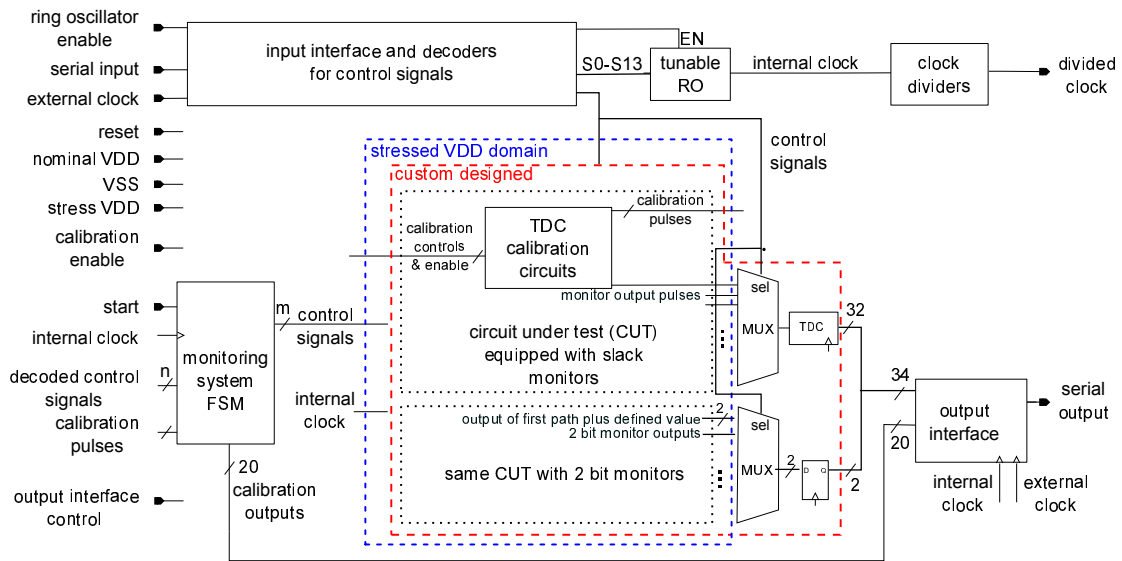 ring oscillator
enable
serial input
external clock
reset
nominal VDD
VSS
stress VDD
calibration
enable
start
internal clock
decoded control
signals
calibration
pulses
output interface
control
input interface and decoders
for control signals
EN
S0-S13
tunable
RO
internal clock
clock
dividers
divided
clock
control
signals
stressed VDD domain
custom designed
calibration
controls
& enable
TDC
calibration
circuits
calibration
pulses
monitor output pulses
circuit under test (CUT)
equipped with slack
monitors
sel
MUX
TDC
32
n
monitoring
system
FSM
m
control
signals
internal
clock
20
calibration
outputs
output of first path plus defined value
2
2 bit monitor outputs
same CUT with 2 bit monitors
sel
MUX
2
D Q
2
34
20
output
interface
serial
output
internal
clock
external
clock